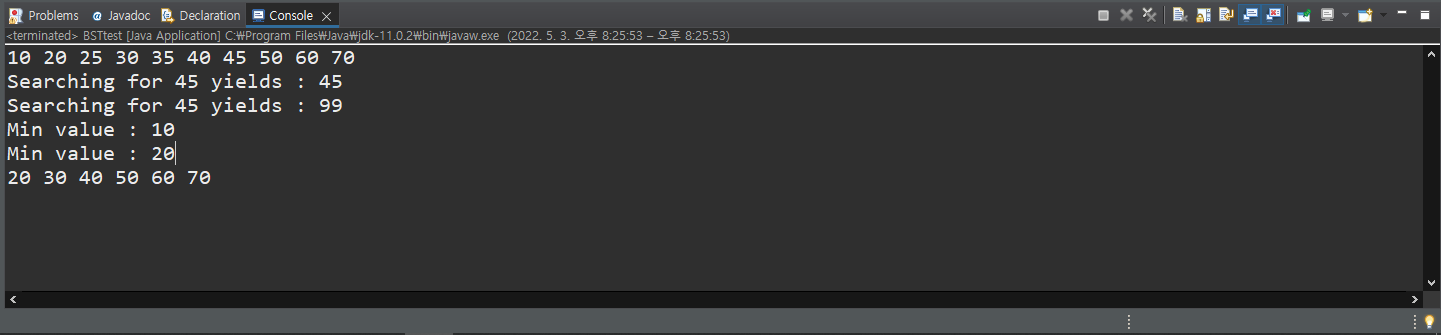 Problems @ Javadoc Declaration Console
<terminated> BSTtest [Java Application] C:₩Program Files₩Java₩jdk-11.0.2₩bin₩javaw.exe (2022. 5. 3. 오후 8:25:53 – 오후 8:25:53)
10 20 25 30 35 40 45 50 60 70
Searching for 45 yields : 45
Searching for 45 yields : 99
Min value : 10
Min value : 20
20 30 40 50 60 70